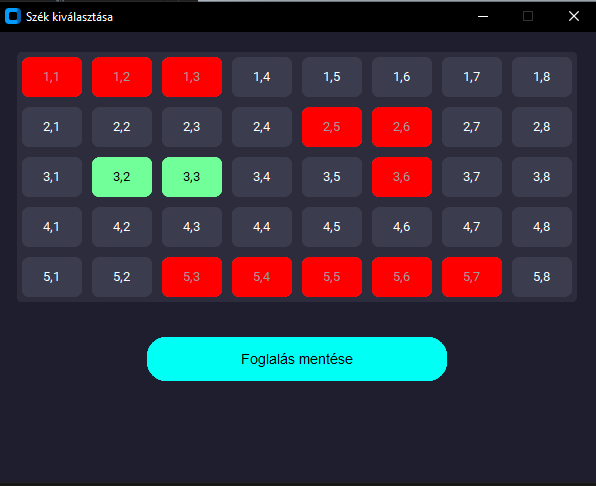 Szék kiválasztása
1,1 1,2 1,3 1,4 1,5 1,6 1,7 1,8
2,1 2,2 2,3 2,4 2,5 2,6 2,7 2,8
3,1 3,2 3,3 3,4 3,5 3,6 3,7 3,8
4,1 4,2 4,3 4,4 4,5 4,6 4,7 4,8
5,1 5,2 5,3 5,4 5,5 5,6 5,7 5,8
Foglalás mentése